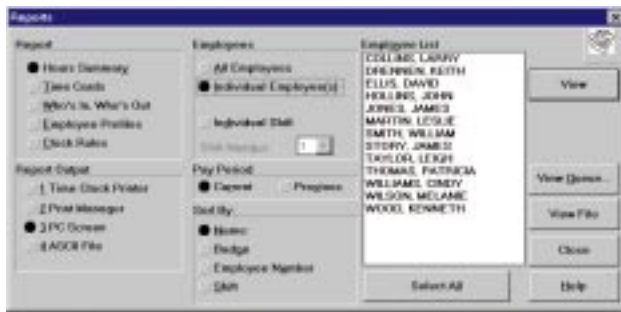 Reports
Report
Hours Summary
Time Cards
Who's In, Who's Out
Employee Profiles
Clock Rules
Report Output
1 Time Clock Printer
2 Print Manager
3 PC Screen
4 ASCII File
Employees
All Employees
Individual Employee(s)
Individual Shift
Shift Number
1
Pay Period
Current
Previous
Sort By
Name
Badge
Employee Number
Shift
Employee List
COLLINS, LARRY
DRENNEN, KEITH
ELLIS, DAVID
HOLLINS, JOHN
JONES, JAMES
MARTIN, LESLIE
SMITH, WILLIAM
STORY, JAMES
TAYLOR, LEIGH
THOMAS, PATRICIA
WILLIAMS, CINDY
WILSON, MELANIE
WOOD, KENNETH
Select All
View
View Queue...
View File
Close
Help